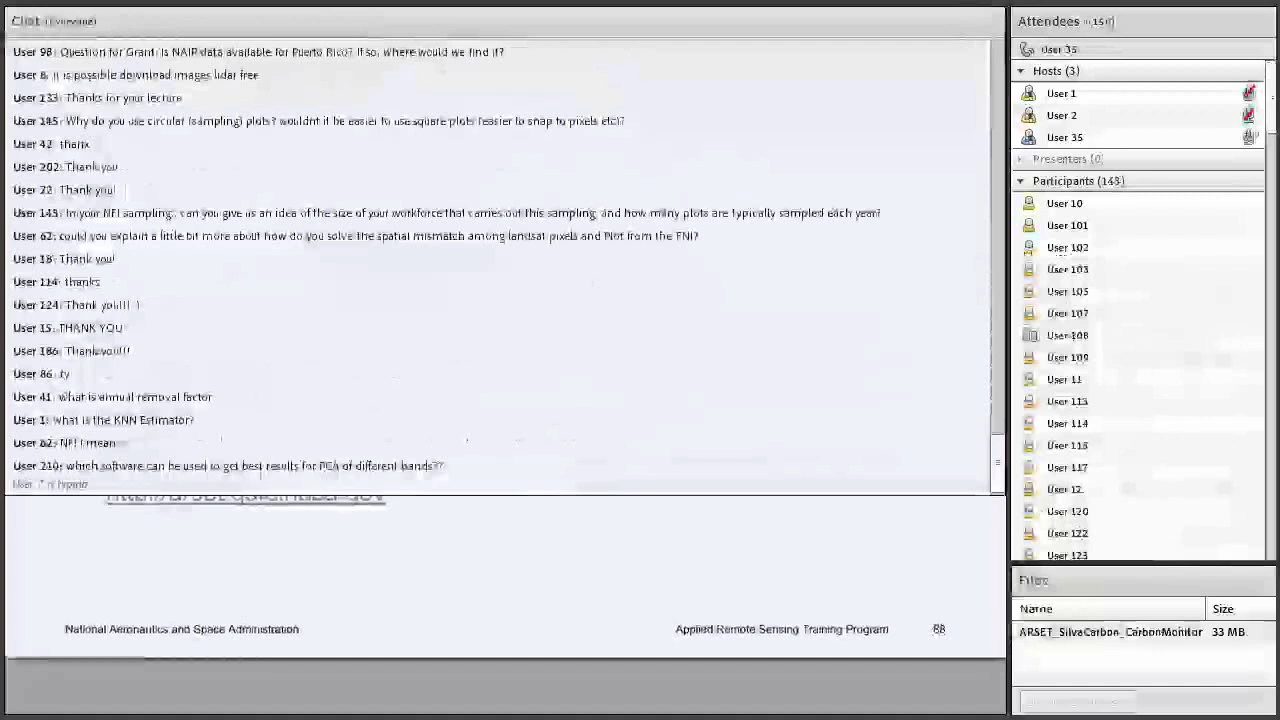 Chat (Everyone)
User 98: Question for Grant: Is NAIP data available for Puerto Rico? If so, where would we find it?
User 8: it is possible download images lidar free
User 133: Thanks for your lecture
User 145: Why do you use circular (sampling) plots? wouldnt it be easier to use square plots (easier to snap to pixels etc)?
User 42: thank
User 202: Thank you
User 22: Thank you!
User 143: In your NFI sampling, can you give us an idea of the size of your workforce that carries out this sampling, and how many plots are typically sampled each year?
User 62: could you explain a little bit more about how do you solve the spatial mismatch among landsat pixels and Plot from the FNI?
User 18: Thank you!
User 114: thanks
User 124: Thank you!!! :)
User 15: THANK YOU
User 186: Thank you!!!
User 86: ty
User 41: what is annual removal factor
User 1: what is the KNN Estimator?
User 62: NFI I mean
User 210: which software can be used to get best results for PCA of different bands??
is typing
National Aeronautics and Space Administration
Applied Remote Sensing Training Program
88
Attendees
User 35
Hosts (3)
User 1
User 2
User 35
Presenters (0)
Participants (148)
User 10
User 101
User 102
User 103
User 105
User 107
User 108
User 109
User 11
User 113
User 114
User 115
User 117
User 12
User 120
User 122
User 123
Files
Name Size
ARSET_SilvaCarbon_CarbonMonitor 33 MB